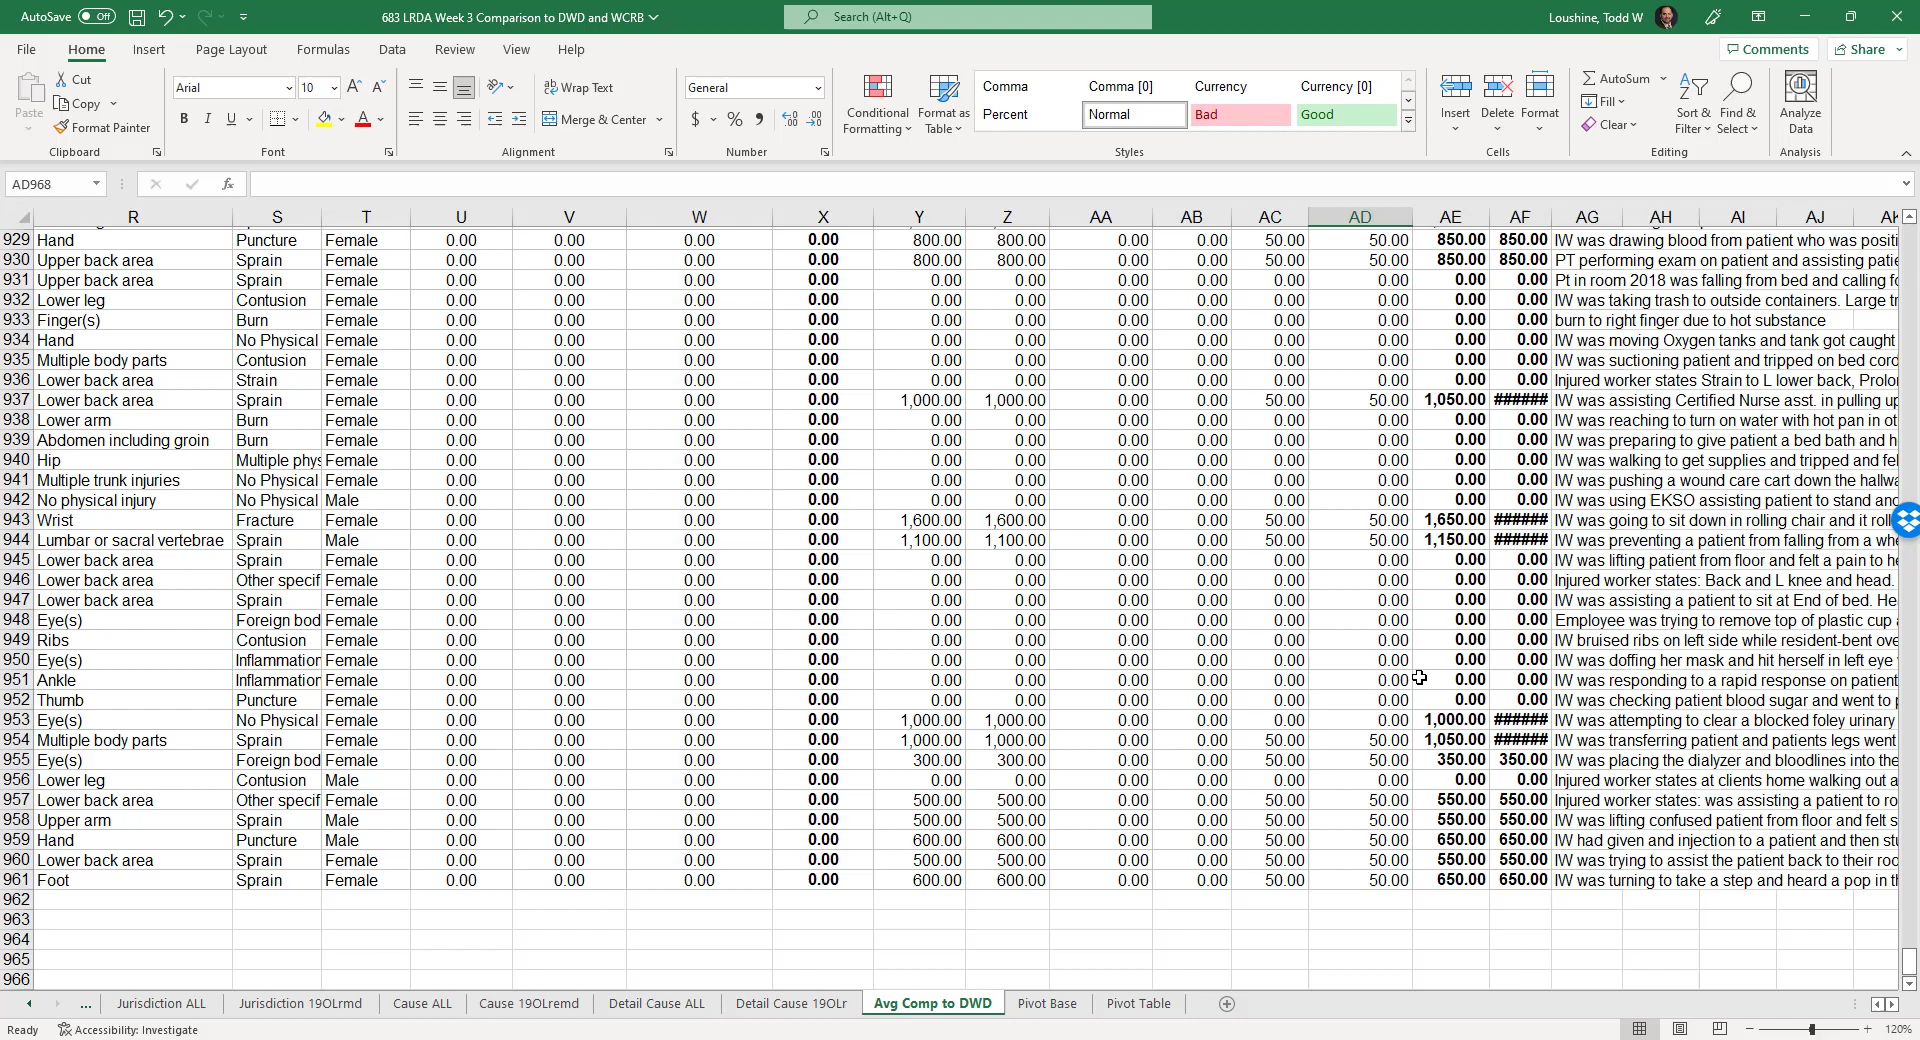 AutoSave Off 683 LRDA Week 3 Comparison to DWD and WCRB Search (Alt+Q) Loushine, Todd W
File Home Insert Page Layout Formulas Data Review View Help Comments Share
Paste Cut Copy Format Painter Arial 10 B I U Wrap Text Merge & Center General $ % Conditional Formatting Format as Table Comma Comma [0] Currency Currency [0] Percent Normal Bad Good Insert Delete Format AutoSum Fill Clear Sort & Filter Find & Select Analyze Data
Clipboard Font Alignment Number Styles Cells Editing Analysis
AD968 fx
R S T U V W X Y Z AA AB AC AD AE AF AG AH AI AJ AK
929 Hand Puncture Female 0.00 0.00 0.00 0.00 800.00 800.00 0.00 0.00 50.00 50.00 850.00 850.00 IW was drawing blood from patient who was positi
930 Upper back area Sprain Female 0.00 0.00 0.00 0.00 800.00 800.00 0.00 0.00 50.00 50.00 850.00 850.00 PT performing exam on patient and assisting patie
931 Upper back area Sprain Female 0.00 0.00 0.00 0.00 0.00 0.00 0.00 0.00 0.00 0.00 0.00 0.00 Pt in room 2018 was falling from bed and calling fo
932 Lower leg Contusion Female 0.00 0.00 0.00 0.00 0.00 0.00 0.00 0.00 0.00 0.00 0.00 0.00 IW was taking trash to outside containers. Large tr
933 Finger(s) Burn Female 0.00 0.00 0.00 0.00 0.00 0.00 0.00 0.00 0.00 0.00 0.00 0.00 burn to right finger due to hot substance
934 Hand No Physical Female 0.00 0.00 0.00 0.00 0.00 0.00 0.00 0.00 0.00 0.00 0.00 0.00 IW was moving Oxygen tanks and tank got caught
935 Multiple body parts Contusion Female 0.00 0.00 0.00 0.00 0.00 0.00 0.00 0.00 0.00 0.00 0.00 0.00 IW was suctioning patient and tripped on bed cord
936 Lower back area Strain Female 0.00 0.00 0.00 0.00 0.00 0.00 0.00 0.00 0.00 0.00 0.00 0.00 Injured worker states Strain to L lower back, Prolor
937 Lower back area Sprain Female 0.00 0.00 0.00 0.00 1,000.00 1,000.00 0.00 0.00 50.00 50.00 1,050.00 ###### IW was assisting Certified Nurse asst. in pulling up
938 Lower arm Burn Female 0.00 0.00 0.00 0.00 0.00 0.00 0.00 0.00 0.00 0.00 0.00 0.00 IW was reaching to turn on water with hot pan in ot
939 Abdomen including groin Burn Female 0.00 0.00 0.00 0.00 0.00 0.00 0.00 0.00 0.00 0.00 0.00 0.00 IW was preparing to give patient a bed bath and h
940 Hip Multiple phys Female 0.00 0.00 0.00 0.00 0.00 0.00 0.00 0.00 0.00 0.00 0.00 0.00 IW was walking to get supplies and tripped and fel
941 Multiple trunk injuries No Physical Female 0.00 0.00 0.00 0.00 0.00 0.00 0.00 0.00 0.00 0.00 0.00 0.00 IW was pushing a wound care cart down the hallwa
942 No physical injury No Physical Male 0.00 0.00 0.00 0.00 0.00 0.00 0.00 0.00 0.00 0.00 0.00 0.00 IW was using EKSO assisting patient to stand and
943 Wrist Fracture Female 0.00 0.00 0.00 0.00 1,600.00 1,600.00 0.00 0.00 50.00 50.00 1,650.00 ###### IW was going to sit down in rolling chair and it roll
944 Lumbar or sacral vertebrae Sprain Male 0.00 0.00 0.00 0.00 1,100.00 1,100.00 0.00 0.00 50.00 50.00 1,150.00 ###### IW was preventing a patient from falling from a whe
945 Lower back area Sprain Female 0.00 0.00 0.00 0.00 0.00 0.00 0.00 0.00 0.00 0.00 0.00 0.00 IW was lifting patient from floor and felt a pain to he
946 Lower back area Other specif Female 0.00 0.00 0.00 0.00 0.00 0.00 0.00 0.00 0.00 0.00 0.00 0.00 Injured worker states: Back and L knee and head.
947 Lower back area Sprain Female 0.00 0.00 0.00 0.00 0.00 0.00 0.00 0.00 0.00 0.00 0.00 0.00 IW was assisting a patient to sit at End of bed. He
948 Eye(s) Foreign bod Female 0.00 0.00 0.00 0.00 0.00 0.00 0.00 0.00 0.00 0.00 0.00 0.00 Employee was trying to remove top of plastic cup a
949 Ribs Contusion Female 0.00 0.00 0.00 0.00 0.00 0.00 0.00 0.00 0.00 0.00 0.00 0.00 IW bruised ribs on left side while resident-bent ove
950 Eye(s) Inflammation Female 0.00 0.00 0.00 0.00 0.00 0.00 0.00 0.00 0.00 0.00 0.00 0.00 IW was doffing her mask and hit herself in left eye
951 Ankle Inflammation Female 0.00 0.00 0.00 0.00 0.00 0.00 0.00 0.00 0.00 0.00 0.00 0.00 IW was responding to a rapid response on patient
952 Thumb Puncture Female 0.00 0.00 0.00 0.00 0.00 0.00 0.00 0.00 0.00 0.00 0.00 0.00 IW was checking patient blood sugar and went to p
953 Eye(s) No Physical Female 0.00 0.00 0.00 0.00 1,000.00 1,000.00 0.00 0.00 0.00 0.00 1,000.00 ###### IW was attempting to clear a blocked foley urinary
954 Multiple body parts Sprain Female 0.00 0.00 0.00 0.00 1,000.00 1,000.00 0.00 0.00 50.00 50.00 1,050.00 ###### IW was transferring patient and patients legs went
955 Eye(s) Foreign bod Female 0.00 0.00 0.00 0.00 300.00 300.00 0.00 0.00 50.00 50.00 350.00 350.00 IW was placing the dialyzer and bloodlines into the
956 Lower leg Contusion Male 0.00 0.00 0.00 0.00 0.00 0.00 0.00 0.00 0.00 0.00 0.00 0.00 Injured worker states at clients home walking out a
957 Lower back area Other specif Female 0.00 0.00 0.00 0.00 500.00 500.00 0.00 0.00 50.00 50.00 550.00 550.00 Injured worker states: was assisting a patient to ro
958 Upper arm Sprain Male 0.00 0.00 0.00 0.00 500.00 500.00 0.00 0.00 50.00 50.00 550.00 550.00 IW was lifting confused patient from floor and felt s
959 Hand Puncture Male 0.00 0.00 0.00 0.00 600.00 600.00 0.00 0.00 50.00 50.00 650.00 650.00 IW had given and injection to a patient and then stu
960 Lower back area Sprain Female 0.00 0.00 0.00 0.00 500.00 500.00 0.00 0.00 50.00 50.00 550.00 550.00 IW was trying to assist the patient back to their roo
961 Foot Sprain Female 0.00 0.00 0.00 0.00 600.00 600.00 0.00 0.00 50.00 50.00 650.00 650.00 IW was turning to take a step and heard a pop in th
962
963
964
965
966
... Jurisdiction ALL Jurisdiction 19OLrmd Cause ALL Cause 19OLremd Detail Cause ALL Detail Cause 19OLr Avg Comp to DWD Pivot Base Pivot Table
Ready Accessibility: Investigate 120%